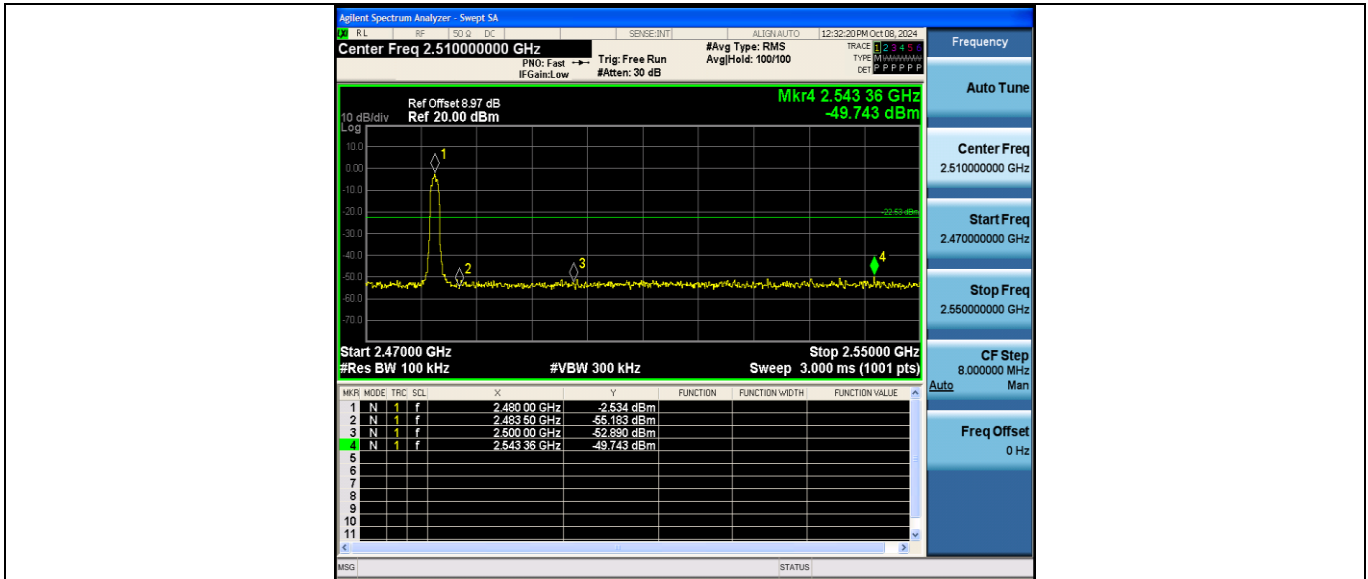 Agilent Spectrum Analyzer - Swept SA
LXI RL RF 50 Ω DC SENSE:INT ALIGN AUTO 12:32:20 PM Oct 08, 2024
Center Freq 2.510000000 GHz
PNO: Fast
IFGain:Low
Trig: Free Run
#Atten: 30 dB
#Avg Type: RMS
Avg|Hold: 100/100
TRACE 1 2 3 4 5 6
TYPE M
DET P P P P P P
Mkr4 2.543 36 GHz
-49.743 dBm
Ref Offset 8.97 dB
10 dB/div Ref 20.00 dBm
Log
10.0
0.00
-10.0
-20.0
-30.0
-40.0
-50.0
-60.0
-70.0
1
2
3
4
-22.53 dBm
Start 2.47000 GHz Stop 2.55000 GHz
#Res BW 100 kHz #VBW 300 kHz Sweep 3.000 ms (1001 pts)
MKR MODE TRC SCL X Y FUNCTION FUNCTION WIDTH FUNCTION VALUE
1 N 1 f 2.480 00 GHz -2.534 dBm
2 N 1 f 2.483 50 GHz -55.183 dBm
3 N 1 f 2.500 00 GHz -52.890 dBm
4 N 1 f 2.543 36 GHz -49.743 dBm
5
6
7
8
9
10
11
MSG STATUS
Frequency
Auto Tune
Center Freq
2.510000000 GHz
Start Freq
2.470000000 GHz
Stop Freq
2.550000000 GHz
CF Step
8.000000 MHz
Auto Man
Freq Offset
0 Hz